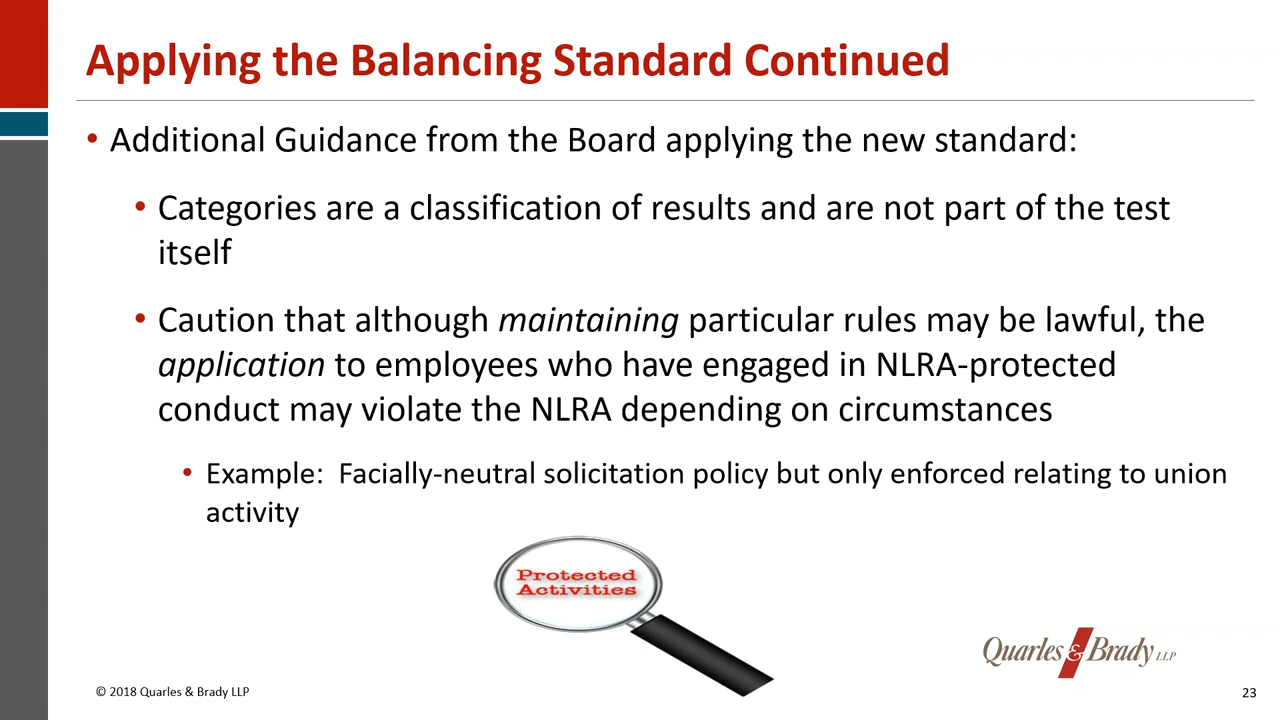 Applying the Balancing Standard Continued
• Additional Guidance from the Board applying the new standard:
• Categories are a classification of results and are not part of the test
itself
• Caution that although maintaining particular rules may be lawful, the
application to employees who have engaged in NLRA-protected
conduct may violate the NLRA depending on circumstances
• Example:  Facially-neutral solicitation policy but only enforced relating to union
activity
Protected
Activities
Quarles & Brady LLP
© 2018 Quarles & Brady LLP
23